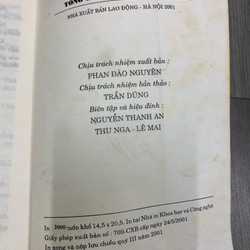 TỔNG
NHÀ XUẤT BẢN LAO ĐỘNG - HÀ NỘI 2001
Chịu trách nhiệm xuất bản :
PHAN ĐÀO NGUYÊN
Chịu trách nhiệm bản thảo :
TRẦN DŨNG
Biên tập và hiệu đính :
NGUYỄN THANH AN
THU NGA - LÊ MAI
In 2000 cuốn khổ 14,5 x 20,5. In tại Nhà in Khoa học và Công nghệ
Giấy phép xuất bản số : 709-CXB cấp ngày 24/5/2001
In xong và nộp lưu chiểu quý III năm 2001